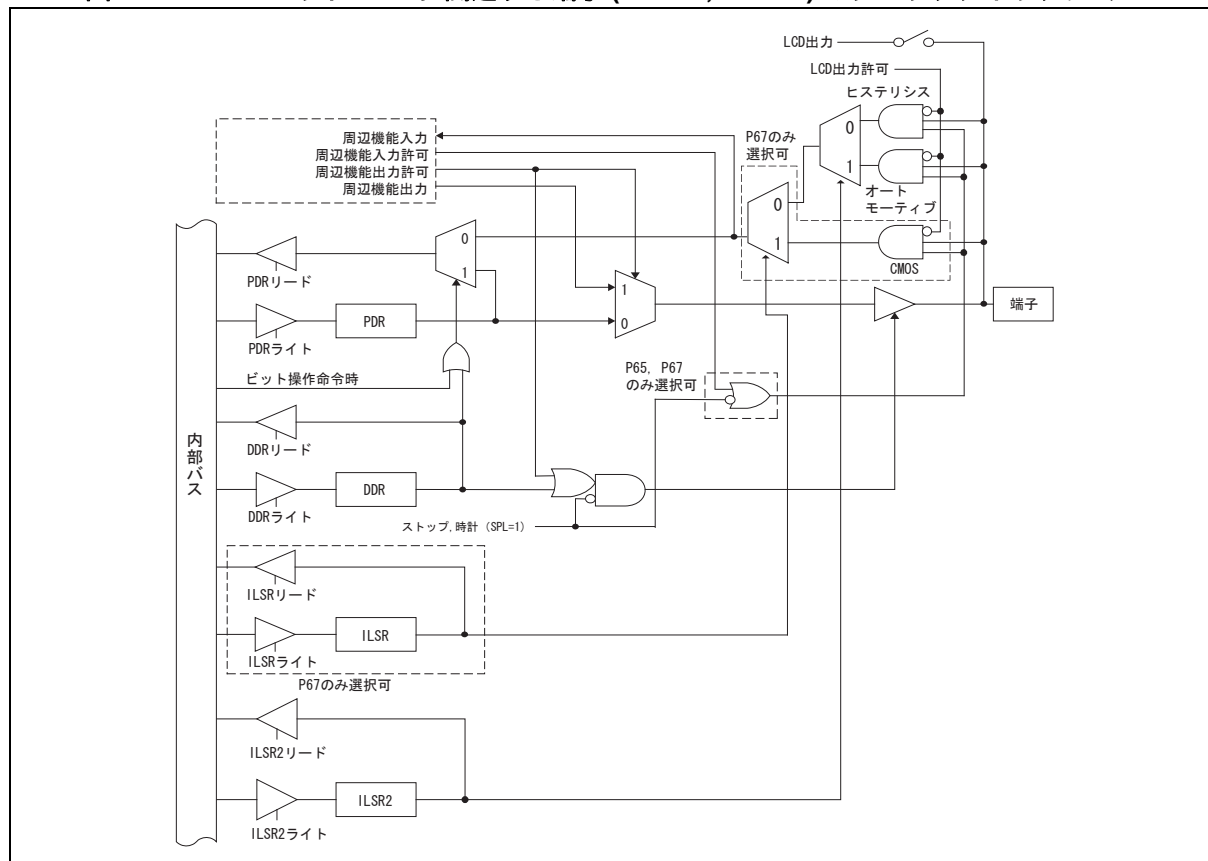 LCD出力
LCD出力許可
ヒステリシス
0
P67のみ
選択可
周辺機能入力
周辺機能入力許可
周辺機能出力許可
周辺機能出力
1
オート
モーティブ
0
0
1
CMOS
1
PDRリード
1
端子
PDR
0
PDRライト
P65, P67
のみ選択可
ビット操作命令時
内部バス
DDRリード
DDR
DDRライト
ストップ,時計 (SPL=1)
ILSRリード
ILSR
ILSRライト
P67のみ選択可
ILSR2リード
ILSR2
ILSR2ライト